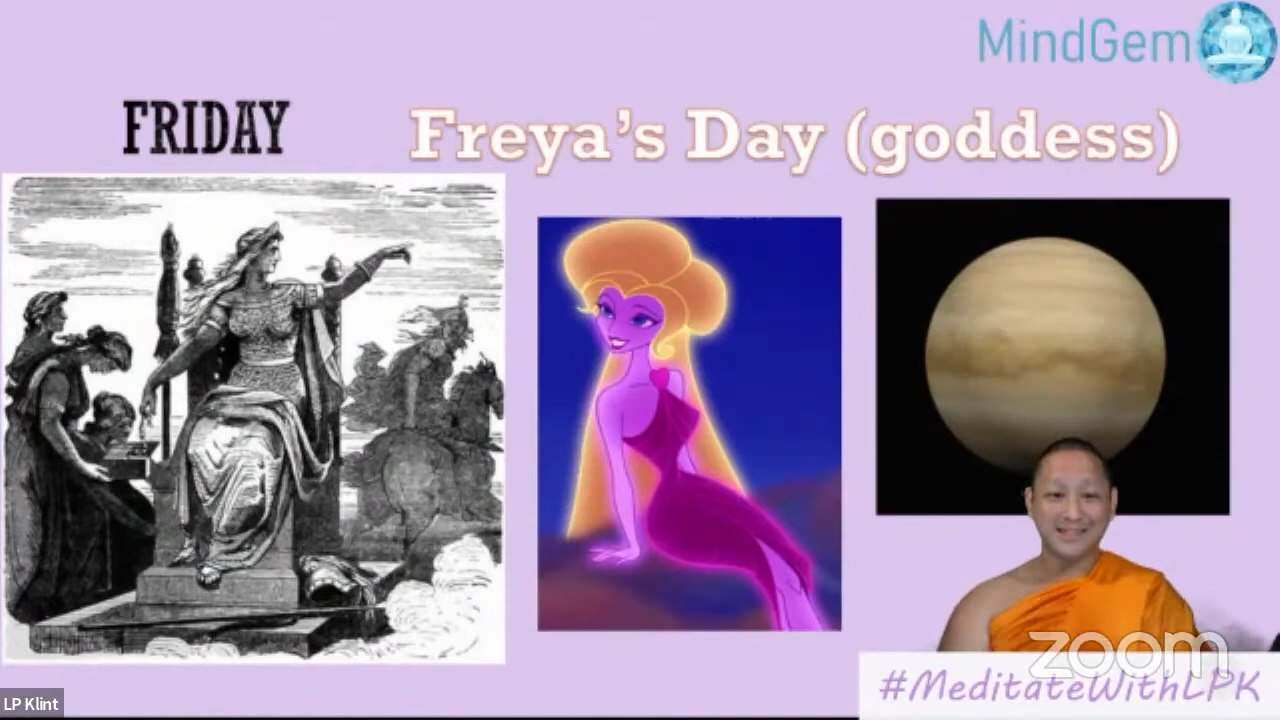 MindGem
FRIDAY
Freya's Day (goddess)
zoom
#MeditateWithLPK
LP Klint